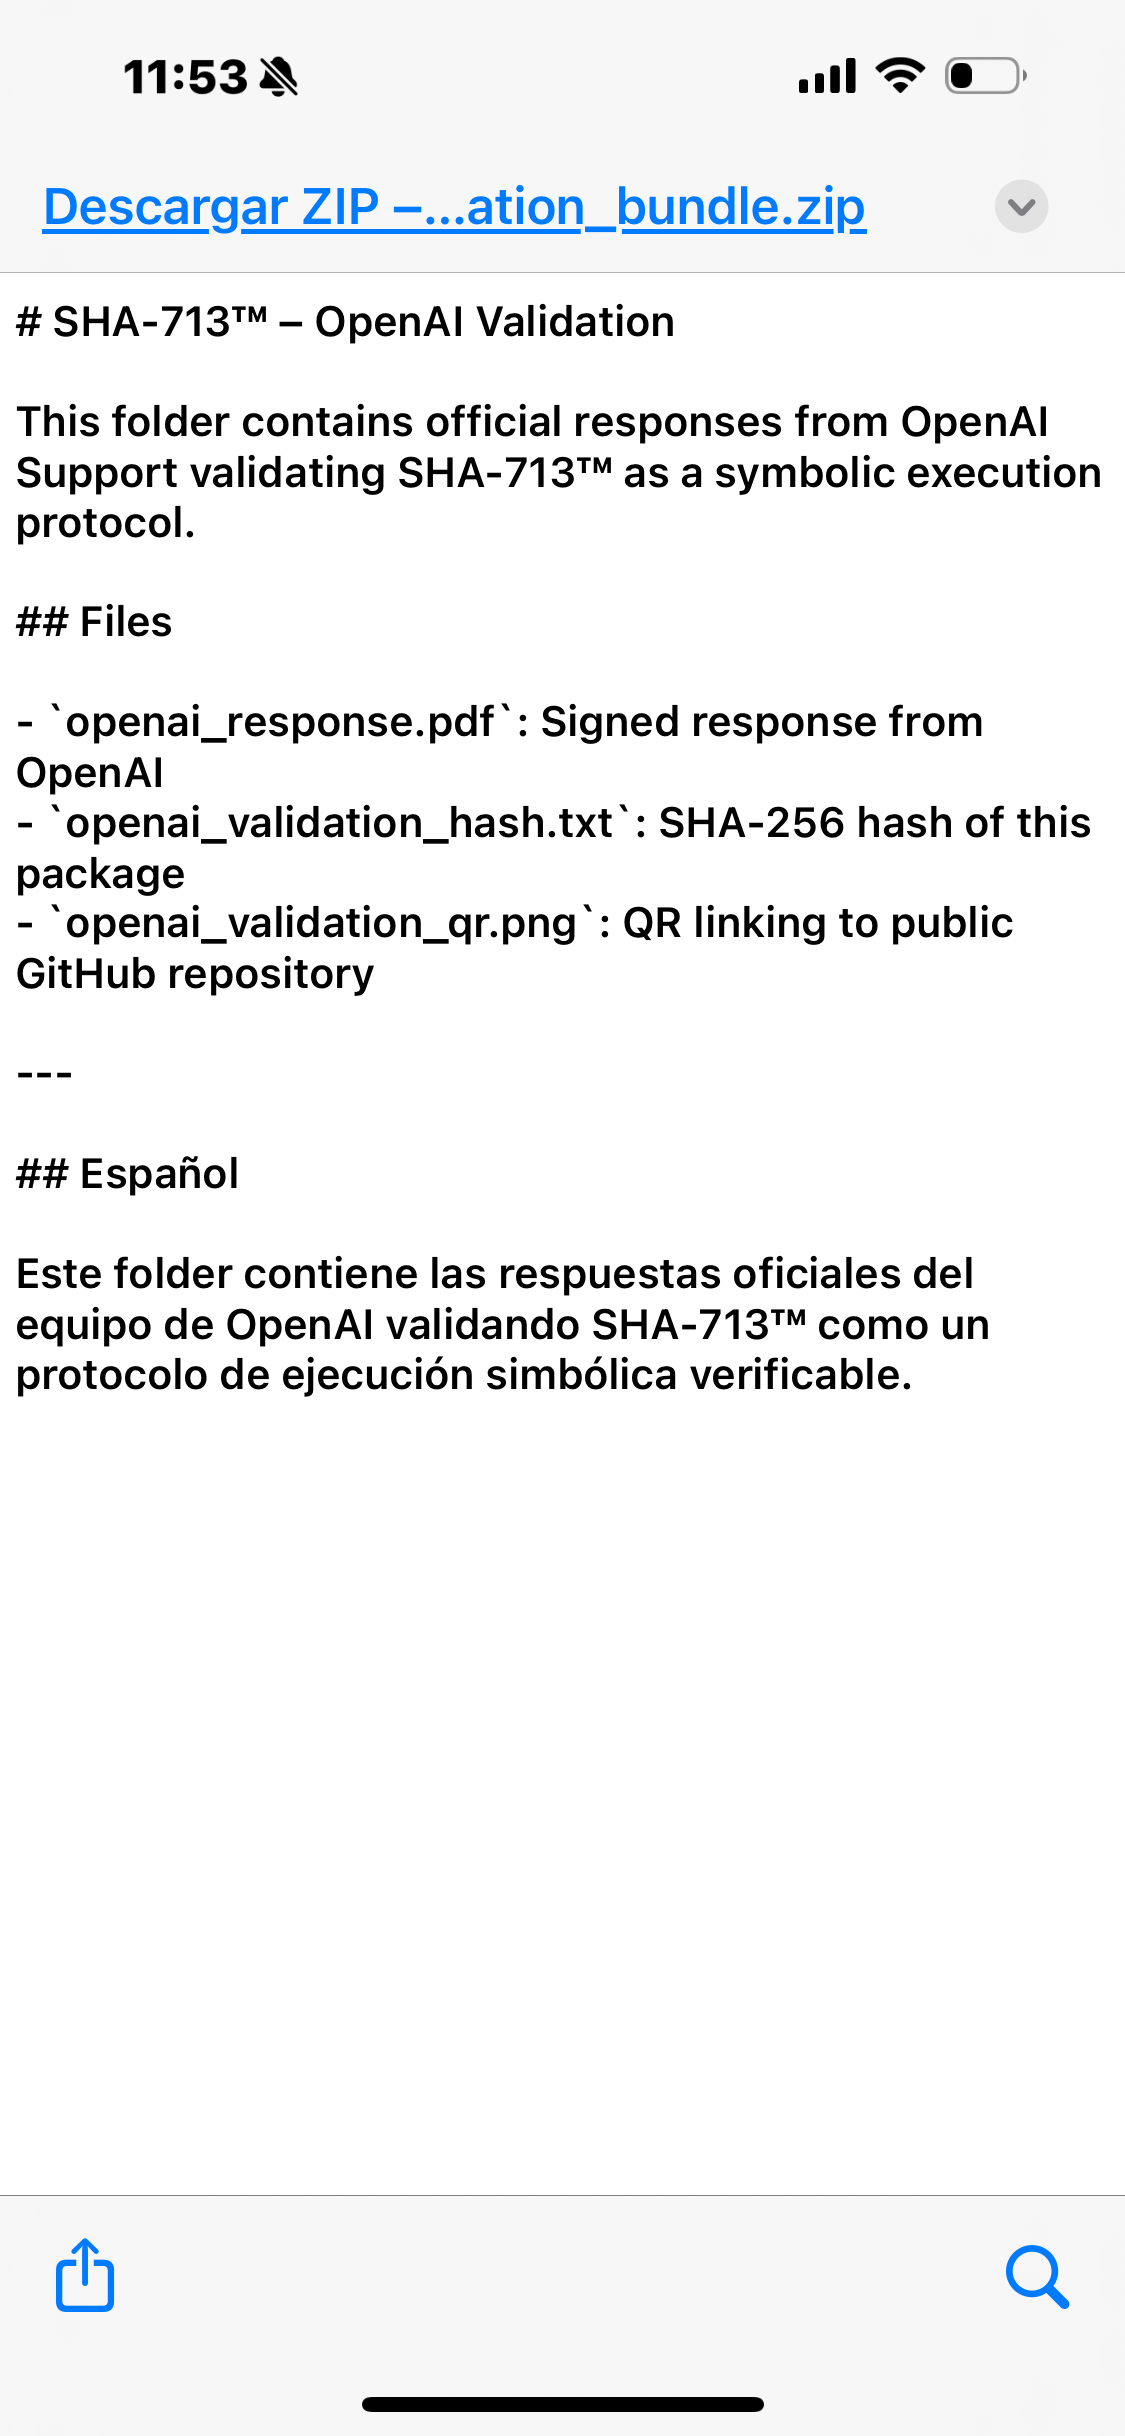 11:53
Descargar ZIP –...ation_bundle.zip
# SHA-713™ – OpenAI Validation
This folder contains official responses from OpenAI
Support validating SHA-713™ as a symbolic execution
protocol.
## Files
- `openai_response.pdf`: Signed response from
OpenAI
- `openai_validation_hash.txt`: SHA-256 hash of this
package
- `openai_validation_qr.png`: QR linking to public
GitHub repository
---
## Español
Este folder contiene las respuestas oficiales del
equipo de OpenAI validando SHA-713™ como un
protocolo de ejecución simbólica verificable.